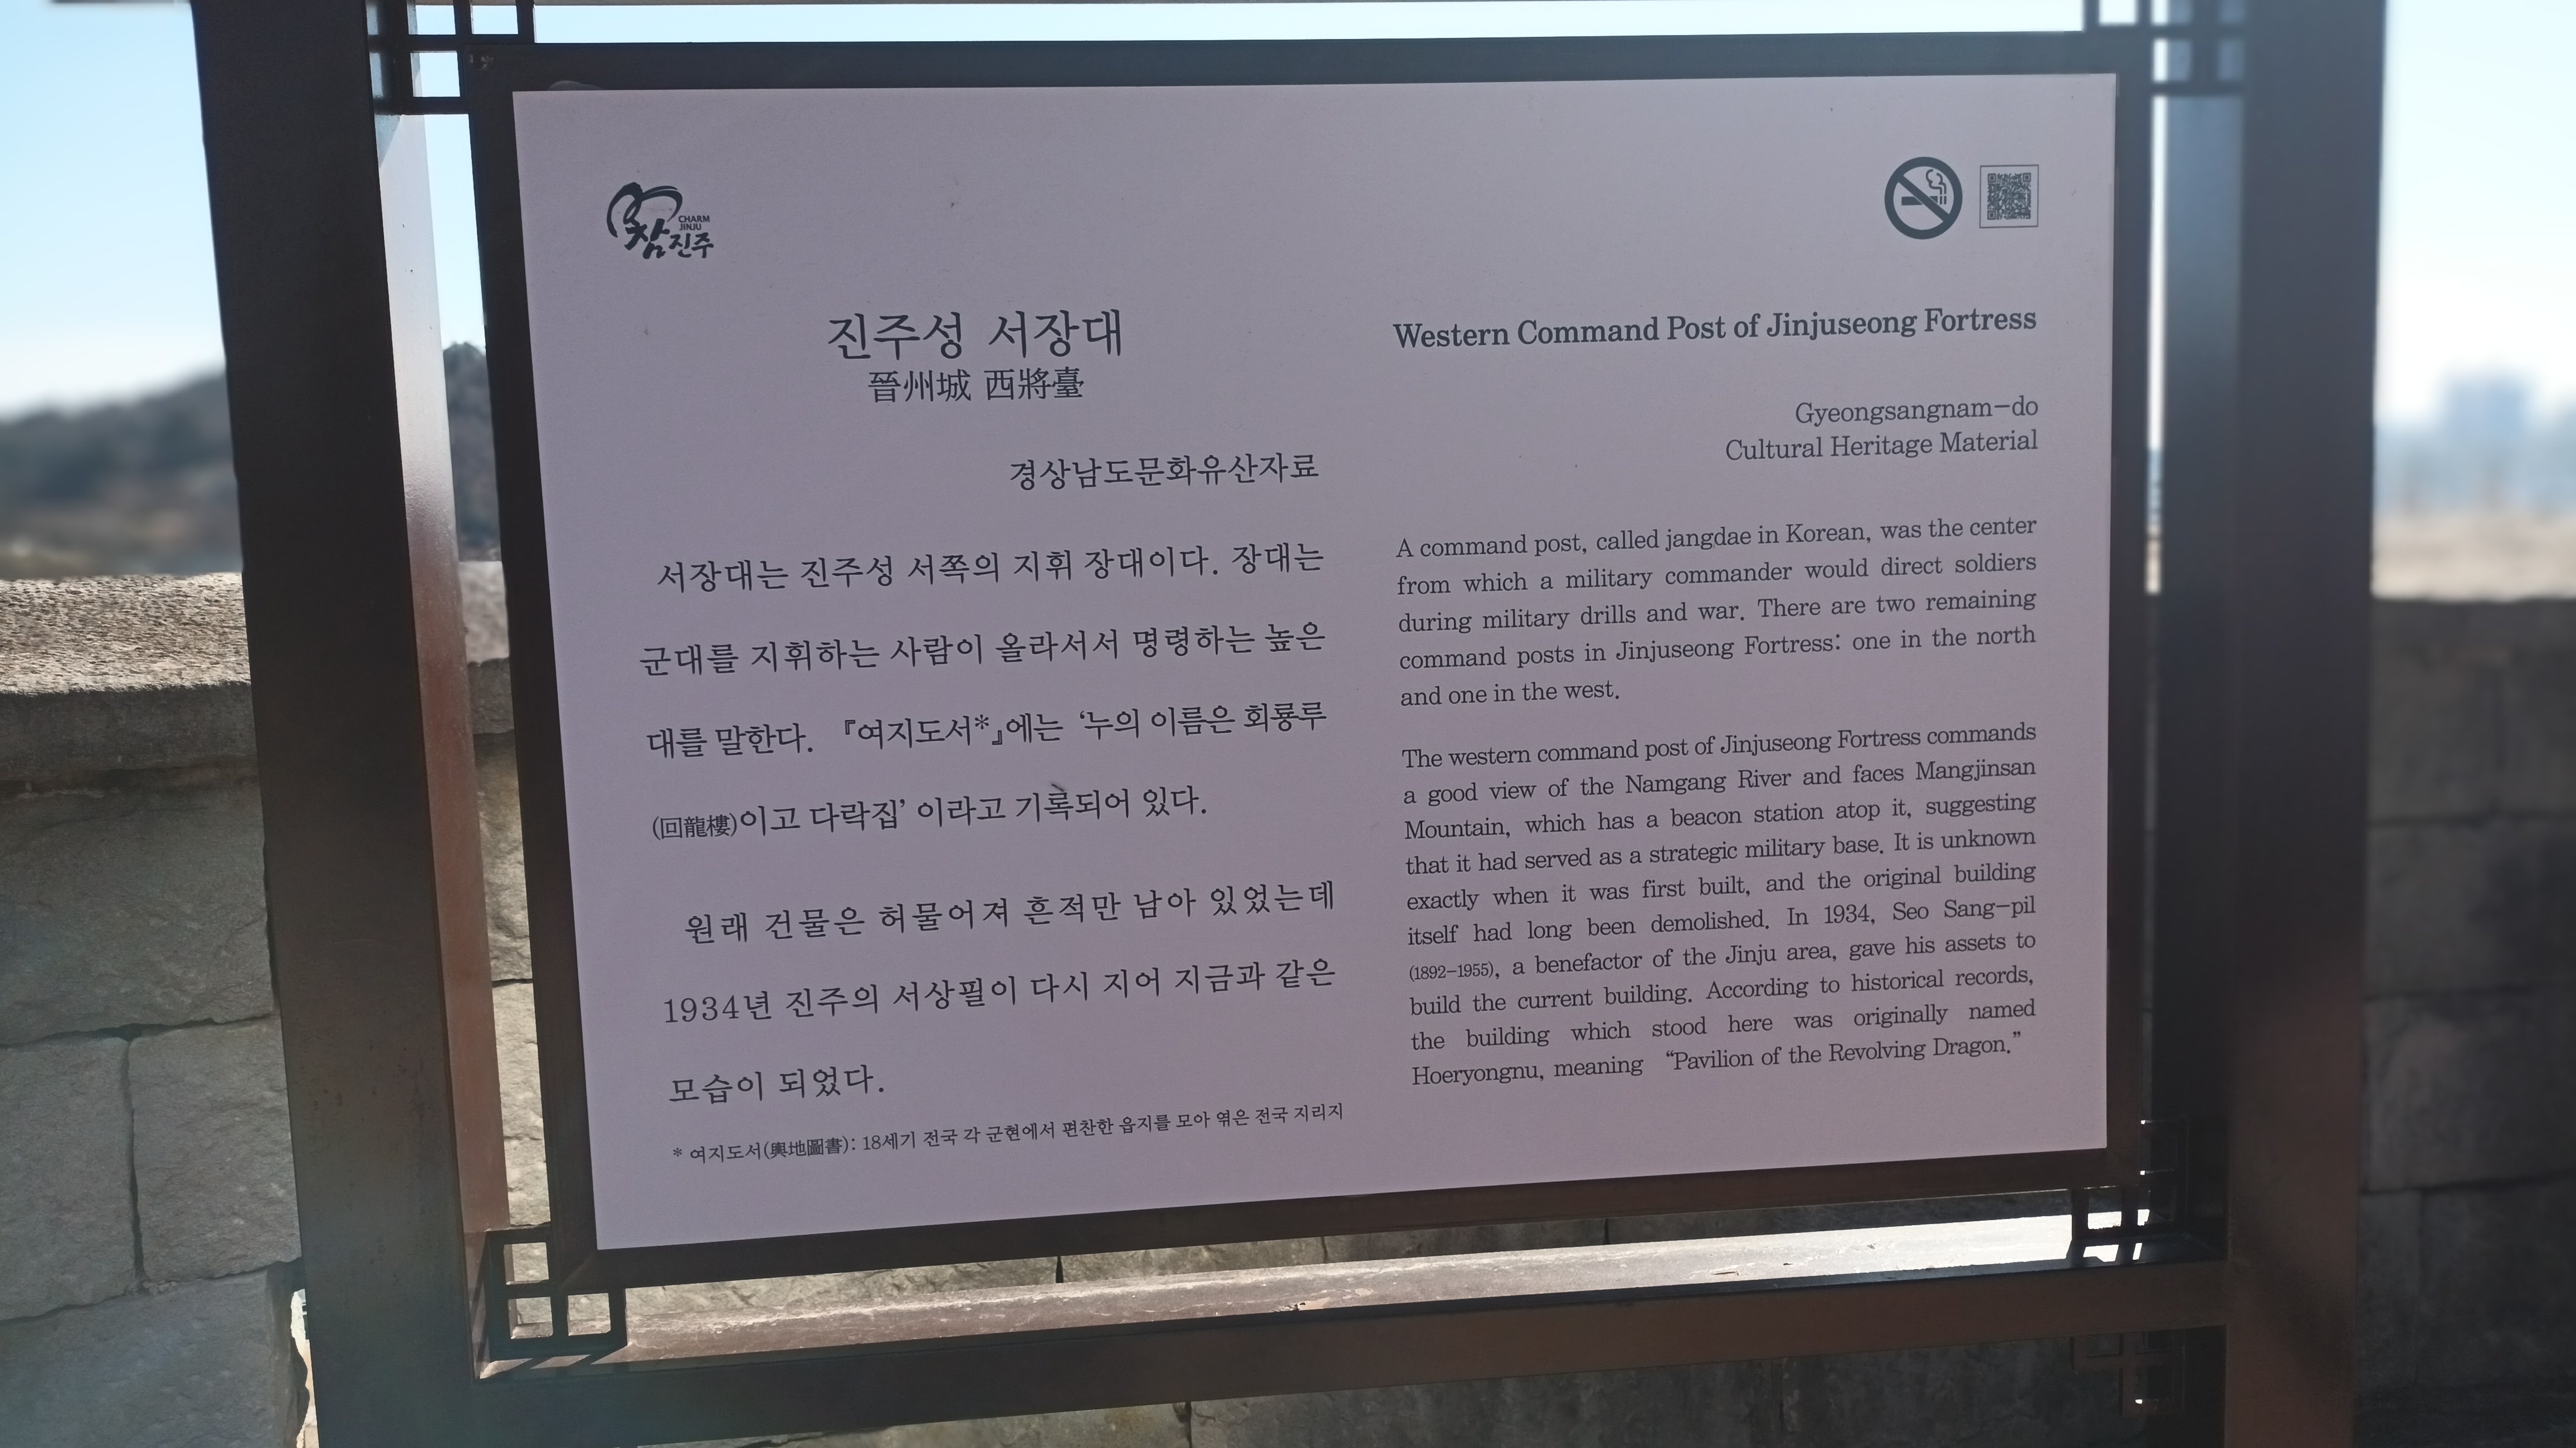 참진주
CHARM
JINJU
진주성 서장대
晉州城 西將臺
경상남도문화유산자료
서장대는 진주성 서쪽의 지휘 장대이다. 장대는
군대를 지휘하는 사람이 올라서서 명령하는 높은
대를 말한다. 『여지도서*』에는 ‘누의 이름은 회룡루
(回龍樓)이고 다락집’ 이라고 기록되어 있다.
원래 건물은 허물어져 흔적만 남아 있었는데
1934년 진주의 서상필이 다시 지어 지금과 같은
모습이 되었다.
* 여지도서(輿地圖書): 18세기 전국 각 군현에서 편찬한 읍지를 모아 엮은 전국 지리지
Western Command Post of Jinjuseong Fortress
Gyeongsangnam-do
Cultural Heritage Material
A command post, called jangdae in Korean, was the center
from which a military commander would direct soldiers
during military drills and war. There are two remaining
command posts in Jinjuseong Fortress: one in the north
and one in the west.
The western command post of Jinjuseong Fortress commands
a good view of the Namgang River and faces Mangjinsan
Mountain, which has a beacon station atop it, suggesting
that it had served as a strategic military base. It is unknown
exactly when it was first built, and the original building
itself had long been demolished. In 1934, Seo Sang-pil
(1892-1955), a benefactor of the Jinju area, gave his assets to
build the current building. According to historical records,
the building which stood here was originally named
Hoeryongnu, meaning “Pavilion of the Revolving Dragon.”